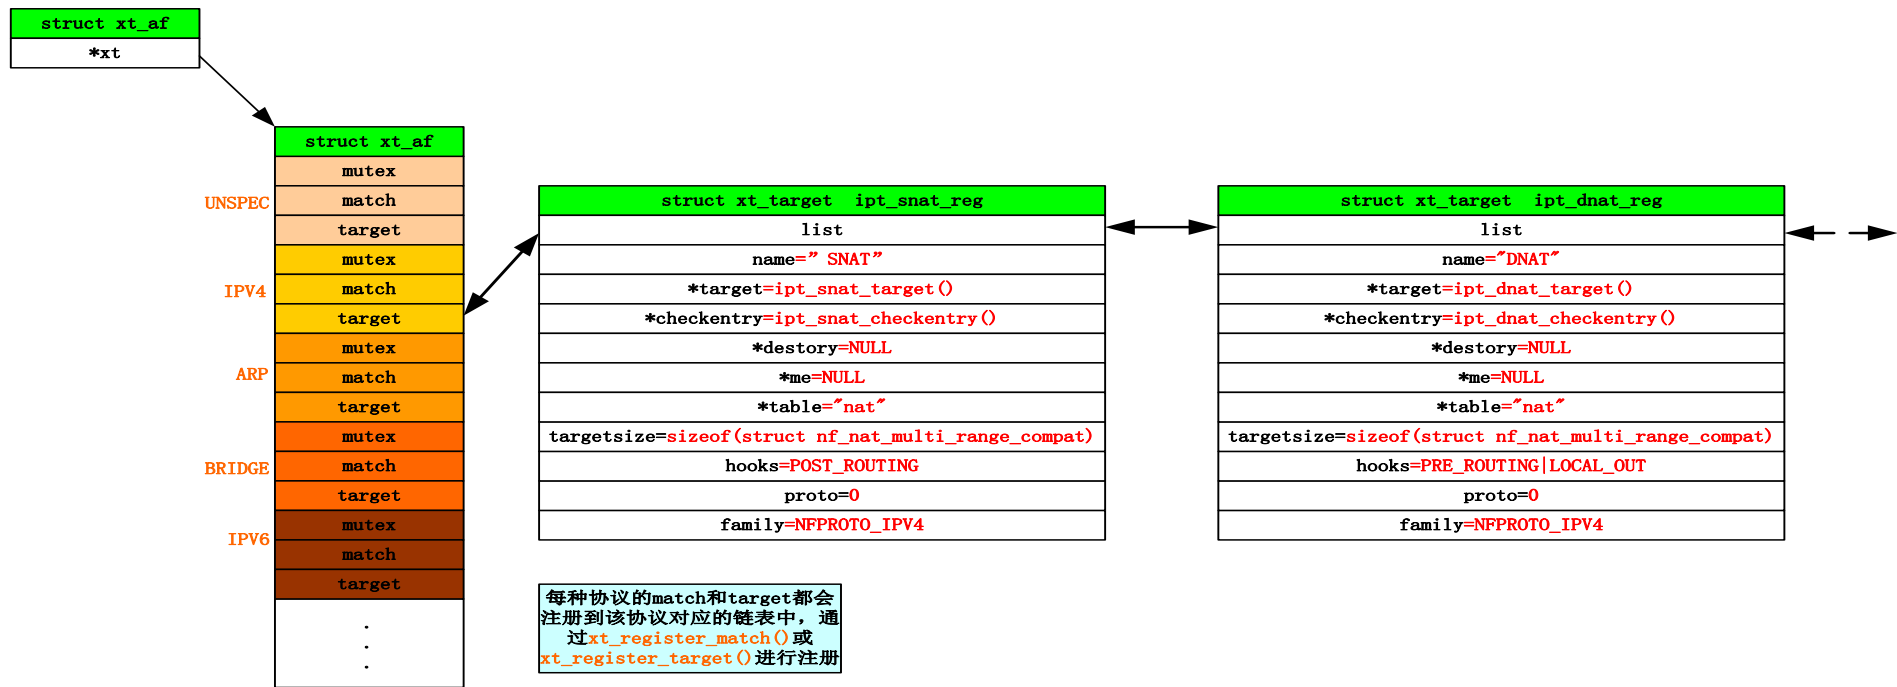 struct xt_af
*xt
struct xt_af
mutex
UNSPEC
match
target
mutex
IPV4
match
target
mutex
ARP
match
target
mutex
BRIDGE
match
target
mutex
IPV6
match
target
.
.
.
struct xt_target  ipt_snat_reg
list
name=” SNAT”
*target=ipt_snat_target()
*checkentry=ipt_snat_checkentry()
*destory=NULL
*me=NULL
*table="nat"
targetsize=sizeof(struct nf_nat_multi_range_compat)
hooks=POST_ROUTING
proto=0
family=NFPROTO_IPV4
struct xt_target  ipt_dnat_reg
list
name="DNAT"
*target=ipt_dnat_target()
*checkentry=ipt_dnat_checkentry()
*destory=NULL
*me=NULL
*table="nat"
targetsize=sizeof(struct nf_nat_multi_range_compat)
hooks=PRE_ROUTING|LOCAL_OUT
proto=0
family=NFPROTO_IPV4
每种协议的match和target都会
注册到该协议对应的链表中，通
过xt_register_match()或
xt_register_target()进行注册